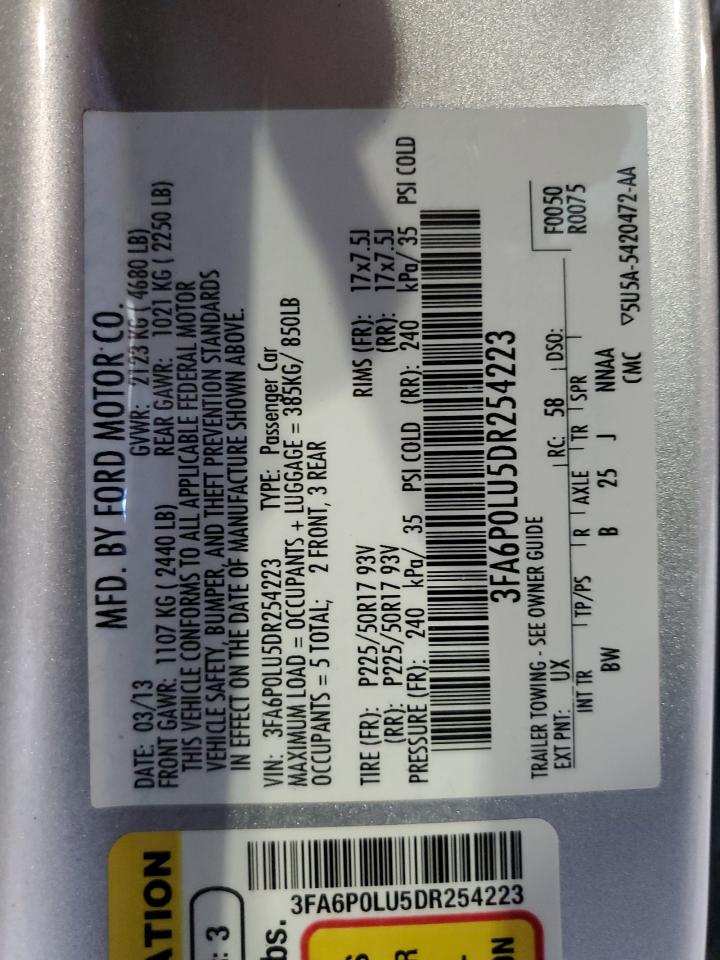 MFD. BY FORD MOTOR CO.
DATE: 03/13 GVWR: 2123 KG ( 4680 LB)
FRONT GAWR: 1107 KG ( 2440 LB) REAR GAWR: 1021 KG ( 2250 LB)
THIS VEHICLE CONFORMS TO ALL APPLICABLE FEDERAL MOTOR
VEHICLE SAFETY, BUMPER, AND THEFT PREVENTION STANDARDS
IN EFFECT ON THE DATE OF MANUFACTURE SHOWN ABOVE.
VIN: 3FA6P0LU5DR254223 TYPE: Passenger Car
MAXIMUM LOAD = OCCUPANTS + LUGGAGE = 385KG/ 850LB
OCCUPANTS = 5 TOTAL; 2 FRONT, 3 REAR
TIRE (FR): P225/50R17 93V RIMS (FR): 17x7.5J
(RR): P225/50R17 93V (RR): 17x7.5J
PRESSURE (FR): 240 kPa/ 35 PSI COLD (RR): 240 kPa/ 35 PSI COLD
3FA6P0LU5DR254223
TRAILER TOWING - SEE OWNER GUIDE
EXT PNT: UX RC: 58 DSO: F0050
R0075
INT TR TP/PS R AXLE TR SPR
BW B 25 J NNAA
CMC
▽5U5A-5420472-AA
ATION
: 3
bs.
3FA6P0LU5DR254223
S
R
ON